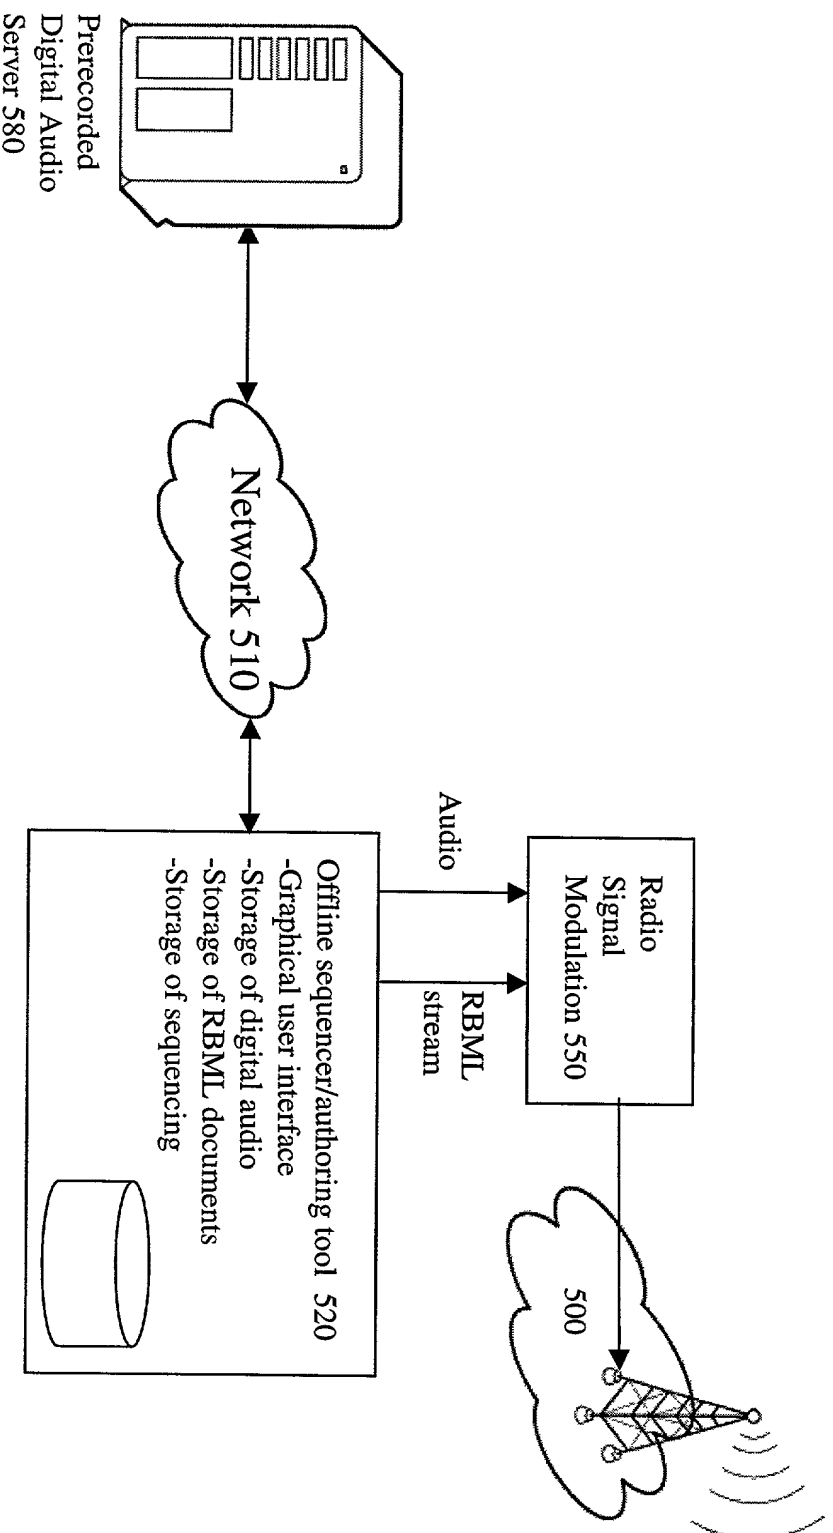 Prerecorded
Digital Audio
Server 580
Network 510
Audio
RBML
stream
Radio
Signal
Modulation 550
500
Offline sequencer/authoring tool 520
-Graphical user interface
-Storage of digital audio
-Storage of RBML documents
-Storage of sequencing